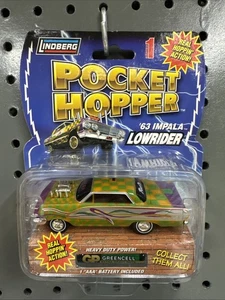 LINDBERG
1
REAL
HOPPIN'
ACTION!
POCKET
HOPPER
'63 IMPALA
LOWRIDER
REAL
HOPPIN'
ACTION!
HEAVY DUTY POWER!
GP GREENCELL
1 "AAA" BATTERY INCLUDED
COLLECT
THEM ALL!